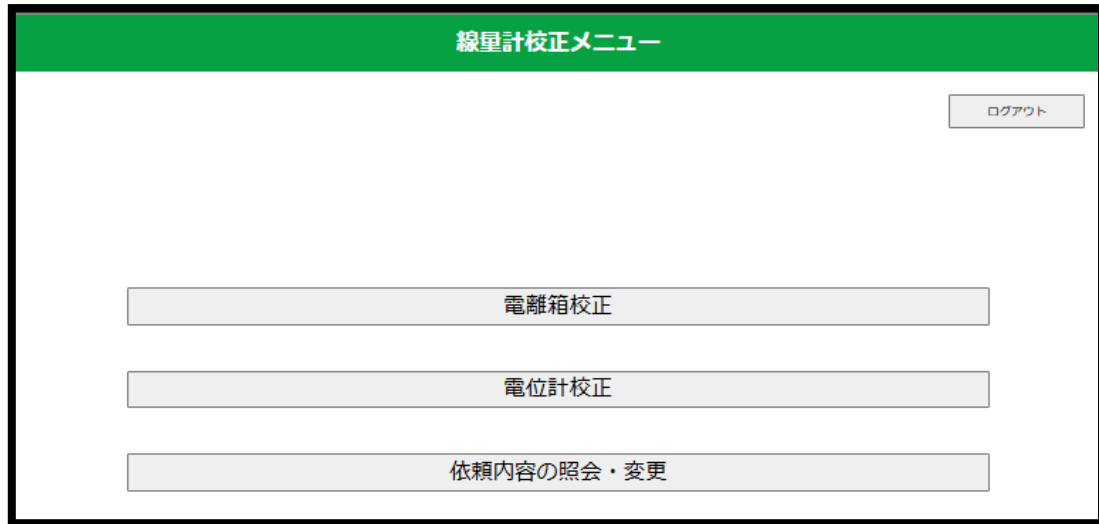 線量計校正メニュー
ログアウト
電離箱校正
電位計校正
依頼内容の照会・変更